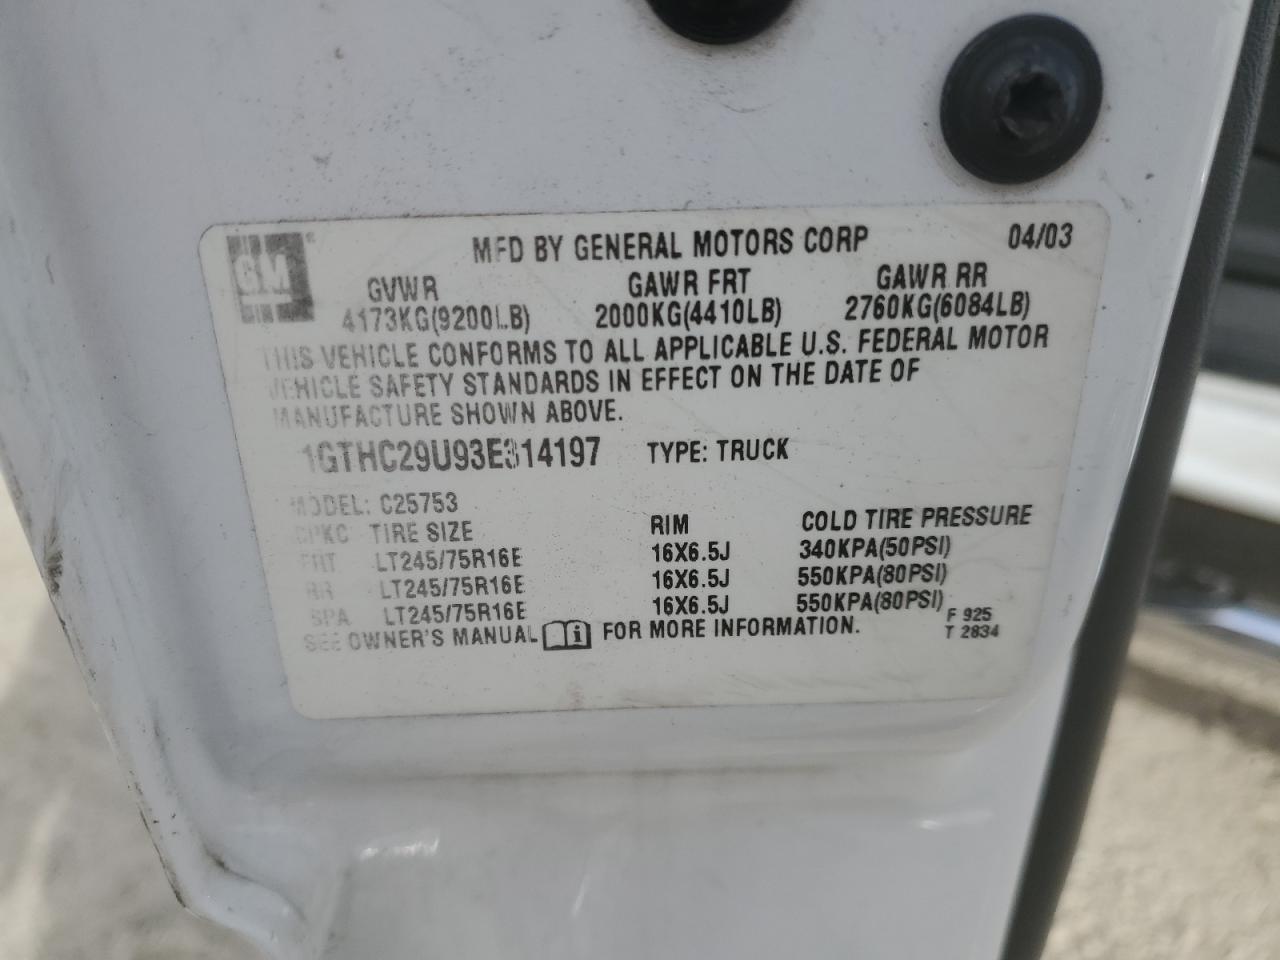 GM
MFD BY GENERAL MOTORS CORP 04/03
GVWR GAWR FRT GAWR RR
4173KG(9200LB) 2000KG(4410LB) 2760KG(6084LB)
THIS VEHICLE CONFORMS TO ALL APPLICABLE U.S. FEDERAL MOTOR
VEHICLE SAFETY STANDARDS IN EFFECT ON THE DATE OF
MANUFACTURE SHOWN ABOVE.
1GTHC29U93E314197 TYPE: TRUCK
MODEL: C25753
SPKC TIRE SIZE RIM COLD TIRE PRESSURE
FRT LT245/75R16E 16X6.5J 340KPA(50PSI)
RR LT245/75R16E 16X6.5J 550KPA(80PSI)
SPA LT245/75R16E 16X6.5J 550KPA(80PSI)
SEE OWNER'S MANUAL FOR MORE INFORMATION.
F 925
T 2834